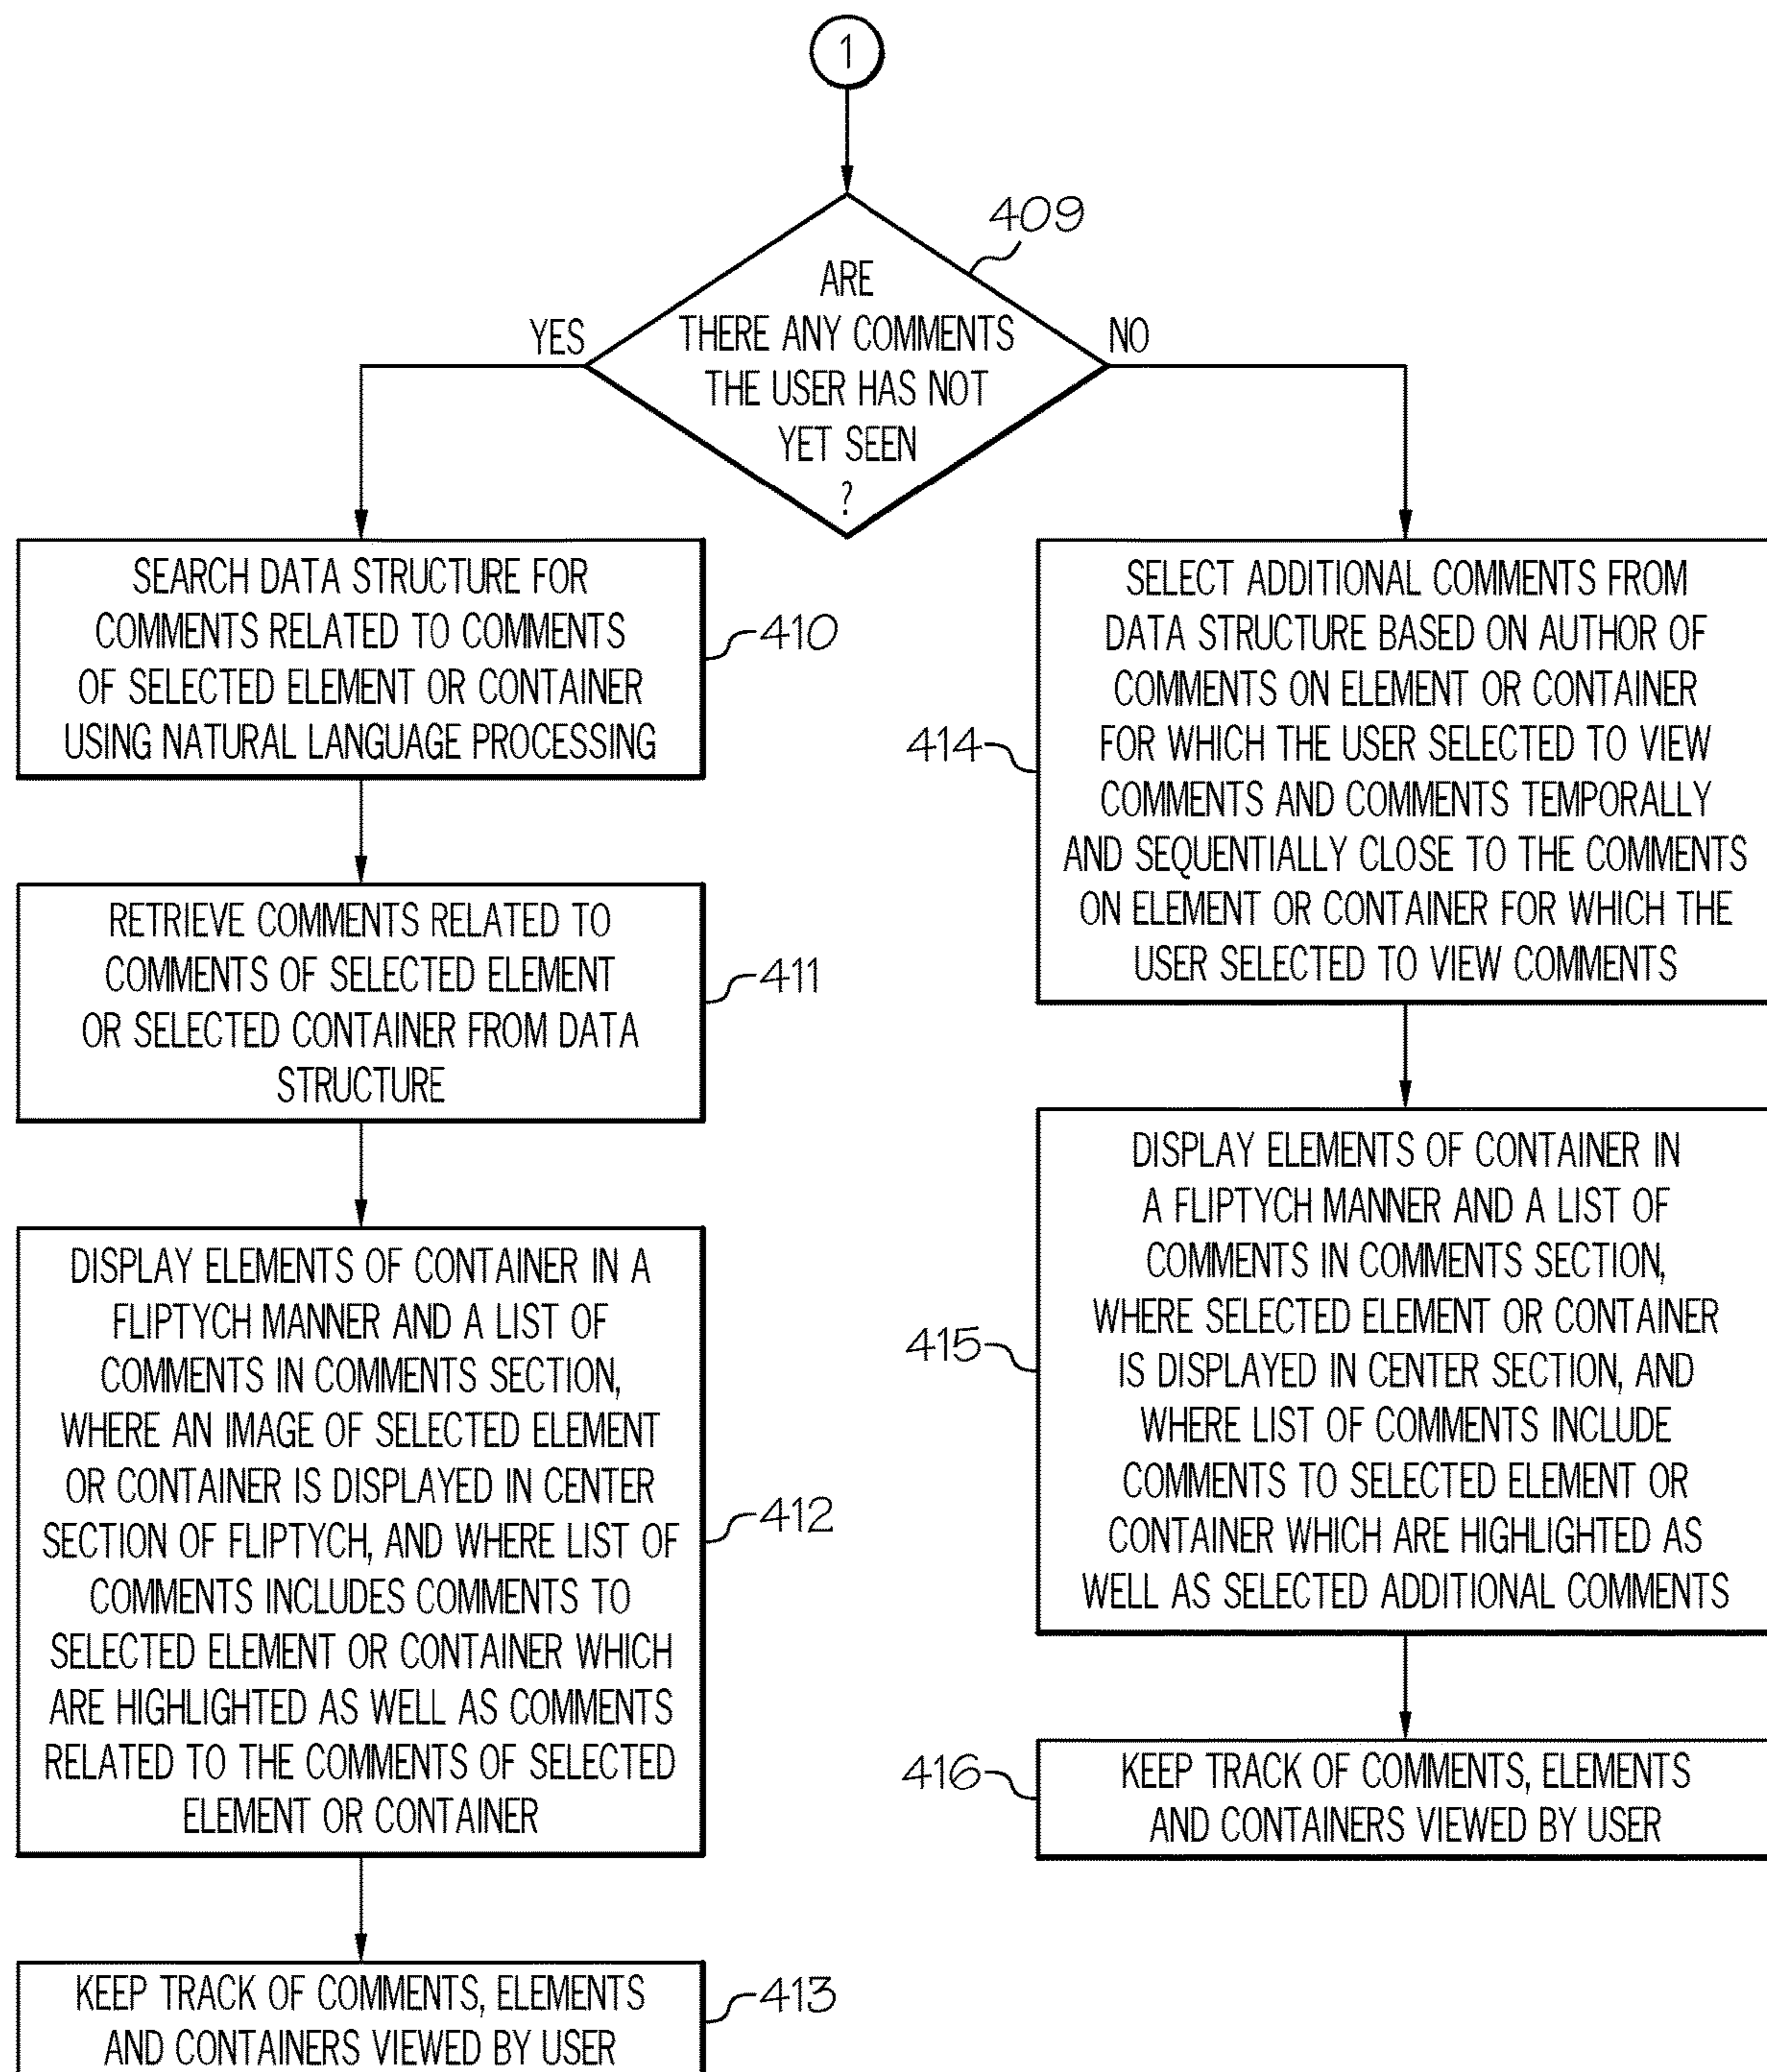 1
409
ARE
THERE ANY COMMENTS
THE USER HAS NOT
YET SEEN
?
YES
NO
SEARCH DATA STRUCTURE FOR
COMMENTS RELATED TO COMMENTS
OF SELECTED ELEMENT OR CONTAINER
USING NATURAL LANGUAGE PROCESSING
410
RETRIEVE COMMENTS RELATED TO
COMMENTS OF SELECTED ELEMENT
OR SELECTED CONTAINER FROM DATA
STRUCTURE
411
DISPLAY ELEMENTS OF CONTAINER IN A
FLIPTYCH MANNER AND A LIST OF
COMMENTS IN COMMENTS SECTION,
WHERE AN IMAGE OF SELECTED ELEMENT
OR CONTAINER IS DISPLAYED IN CENTER
SECTION OF FLIPTYCH, AND WHERE LIST OF
COMMENTS INCLUDES COMMENTS TO
SELECTED ELEMENT OR CONTAINER WHICH
ARE HIGHLIGHTED AS WELL AS COMMENTS
RELATED TO THE COMMENTS OF SELECTED
ELEMENT OR CONTAINER
412
KEEP TRACK OF COMMENTS, ELEMENTS
AND CONTAINERS VIEWED BY USER
413
SELECT ADDITIONAL COMMENTS FROM
DATA STRUCTURE BASED ON AUTHOR OF
COMMENTS ON ELEMENT OR CONTAINER
FOR WHICH THE USER SELECTED TO VIEW
COMMENTS AND COMMENTS TEMPORALLY
AND SEQUENTIALLY CLOSE TO THE COMMENTS
ON ELEMENT OR CONTAINER FOR WHICH THE
USER SELECTED TO VIEW COMMENTS
414
DISPLAY ELEMENTS OF CONTAINER IN
A FLIPTYCH MANNER AND A LIST OF
COMMENTS IN COMMENTS SECTION,
WHERE SELECTED ELEMENT OR CONTAINER
IS DISPLAYED IN CENTER SECTION, AND
WHERE LIST OF COMMENTS INCLUDE
COMMENTS TO SELECTED ELEMENT OR
CONTAINER WHICH ARE HIGHLIGHTED AS
WELL AS SELECTED ADDITIONAL COMMENTS
415
KEEP TRACK OF COMMENTS, ELEMENTS
AND CONTAINERS VIEWED BY USER
416